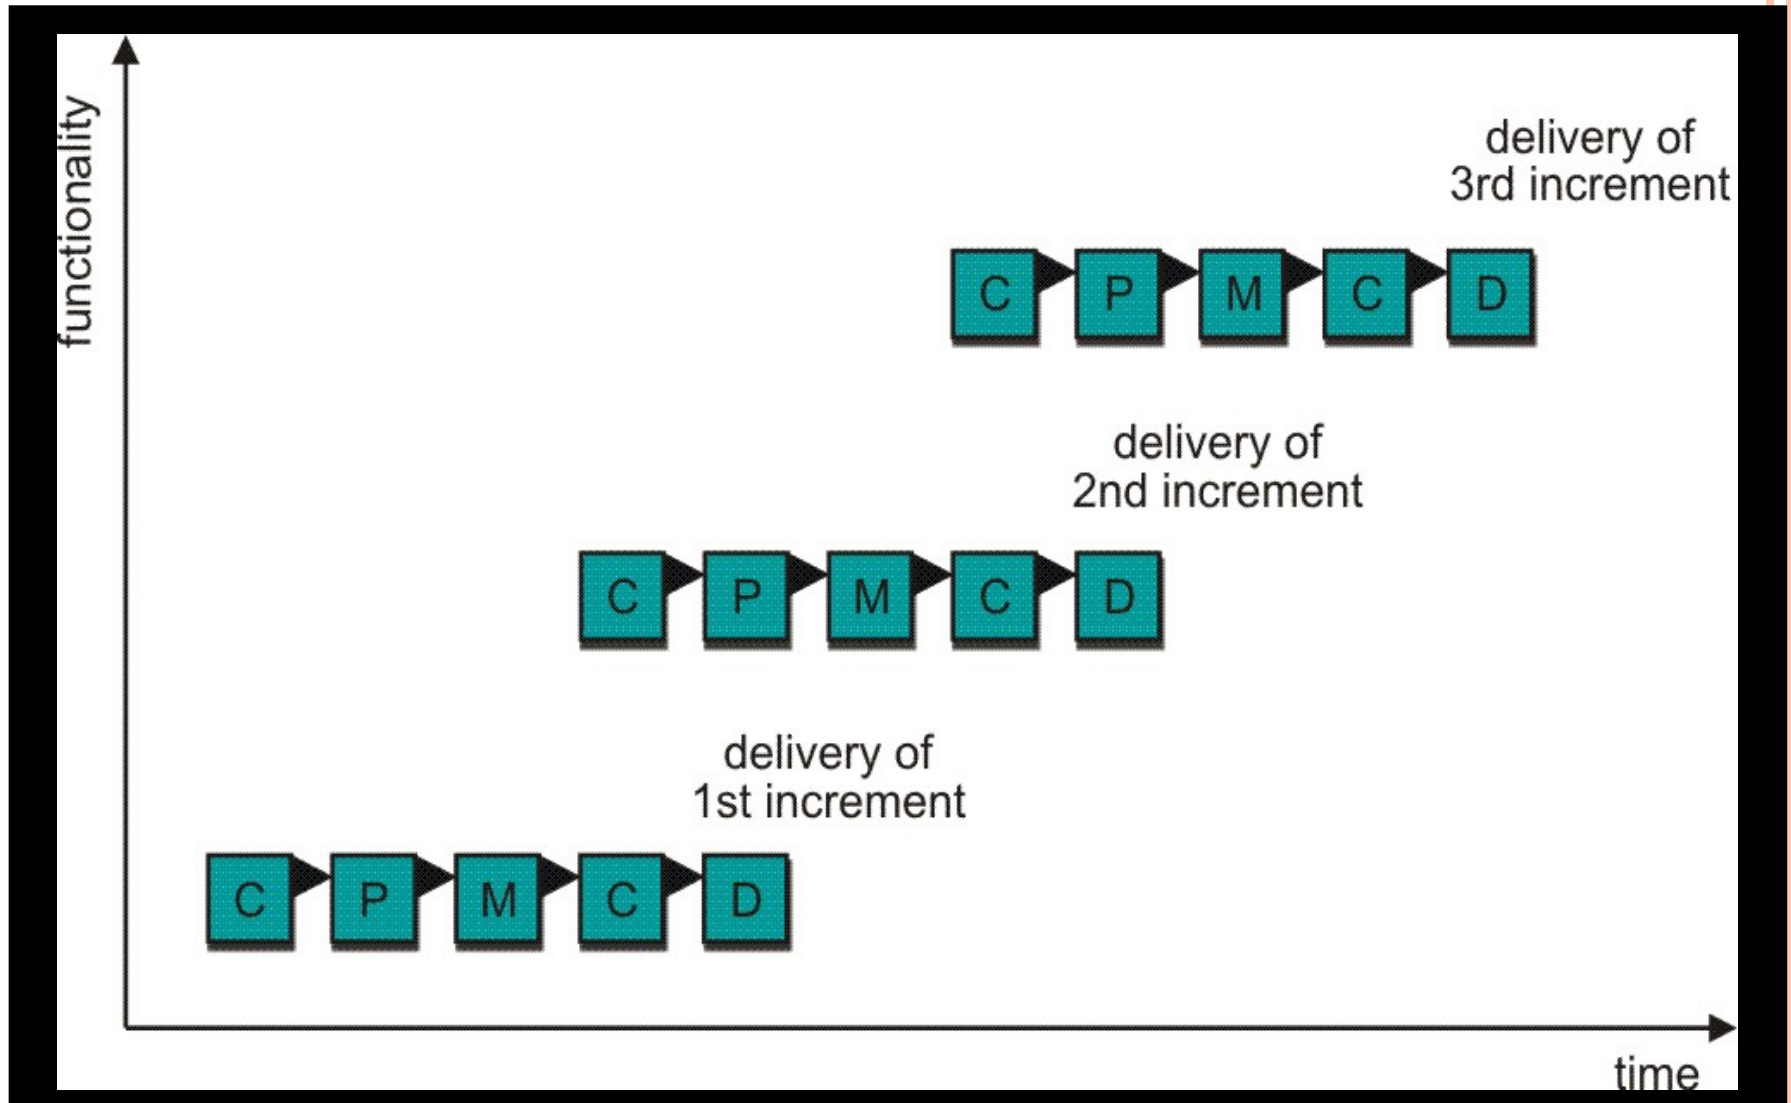 functionality
delivery of
3rd increment
C P M C D
delivery of
2nd increment
C P M C D
delivery of
1st increment
C P M C D
time